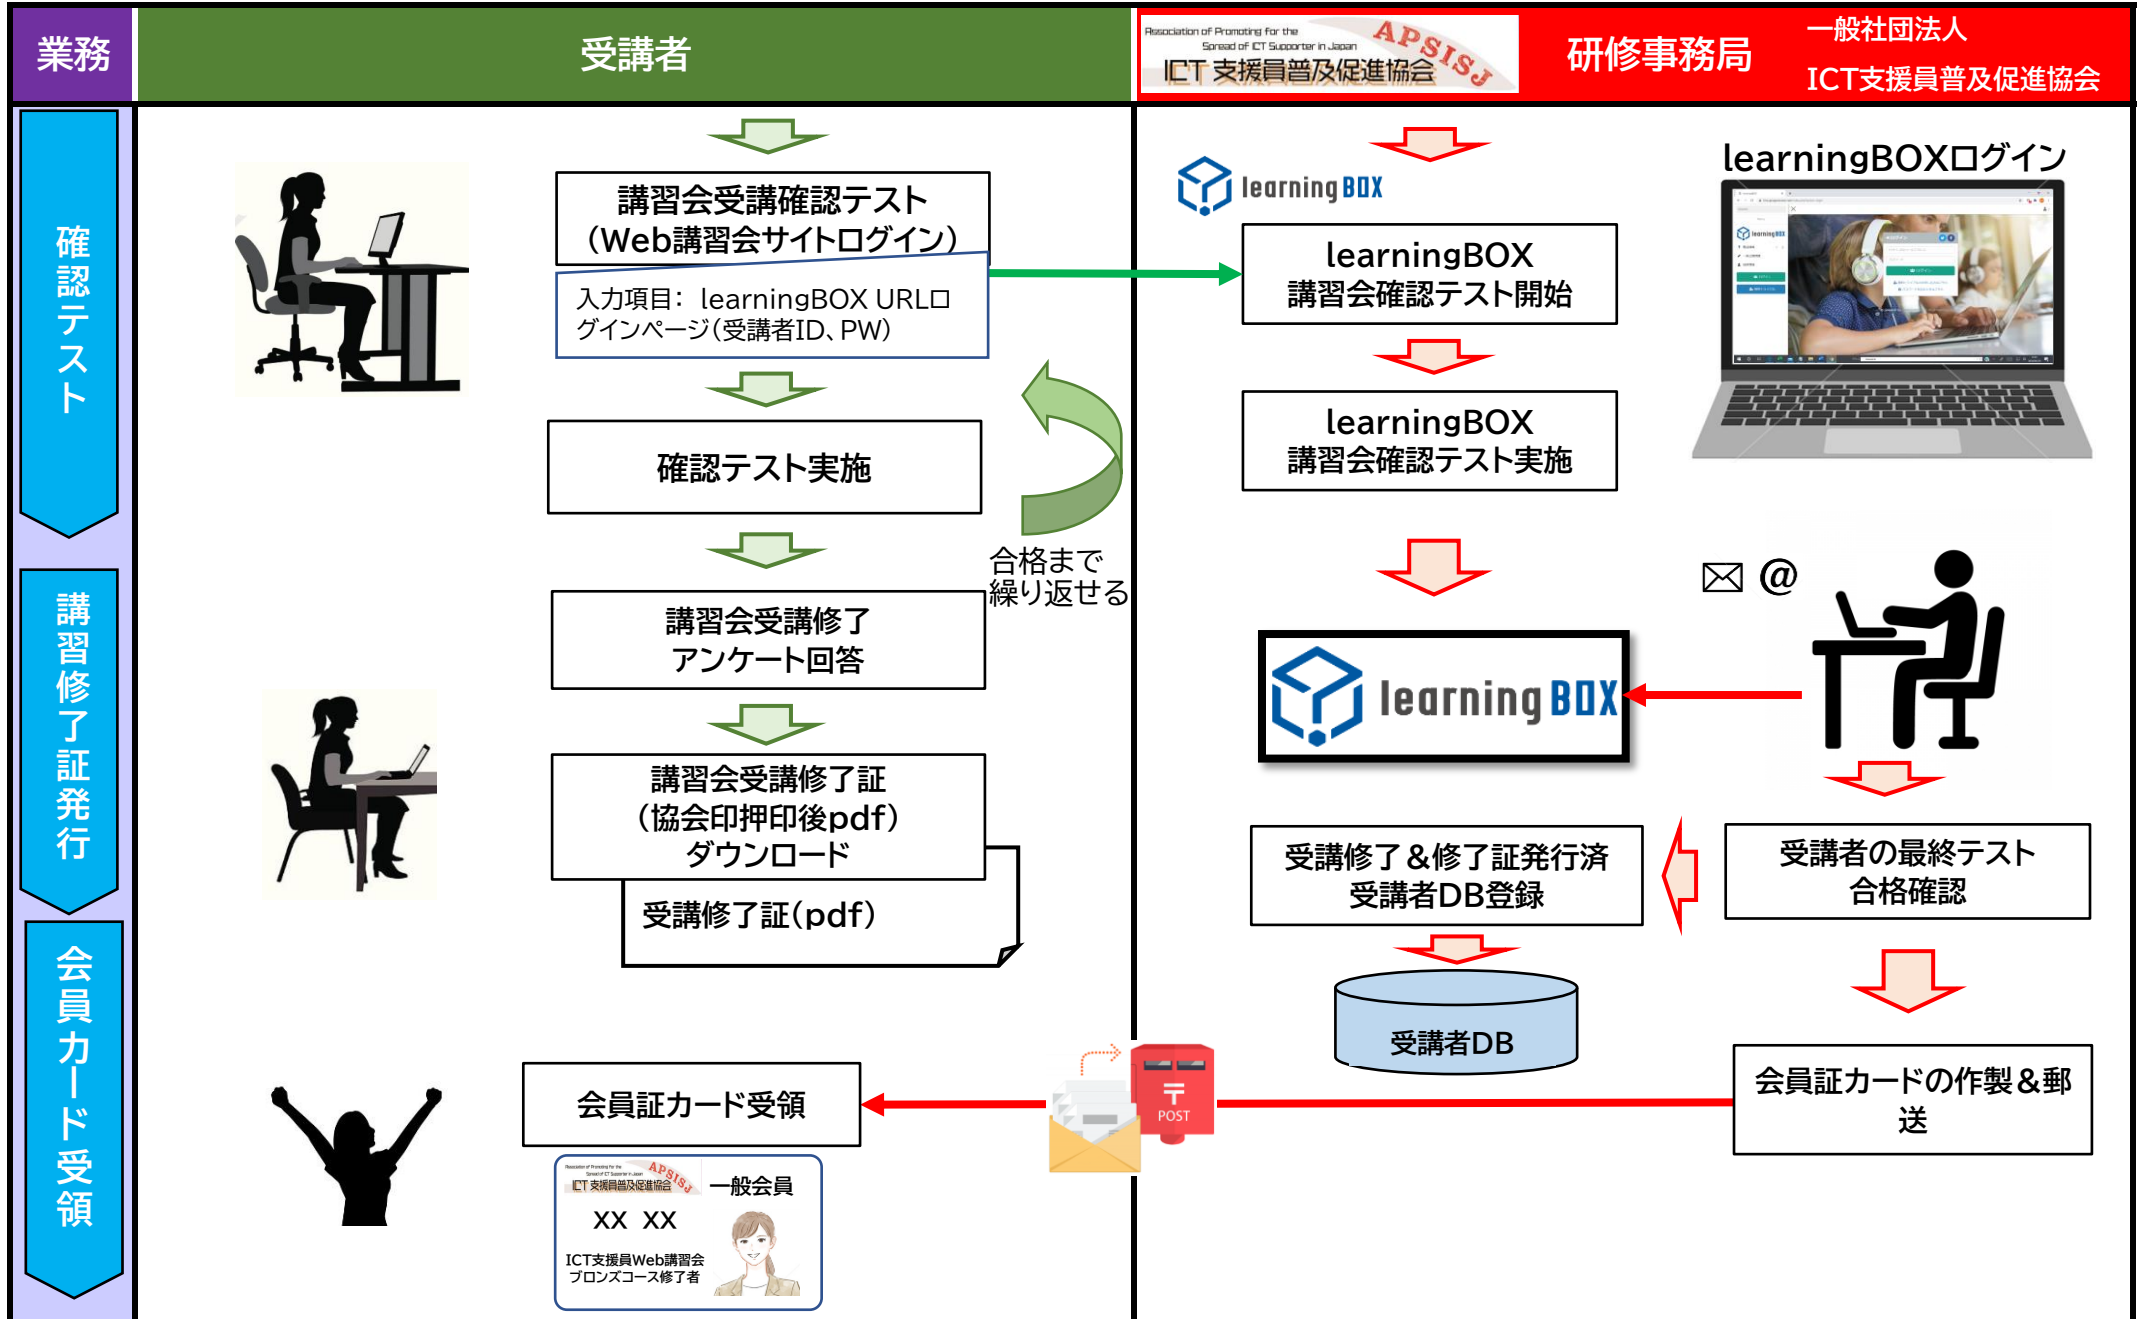 業務
受講者
Association of Promoting for the
Spread of ICT Supporter in Japan
APSISJ
ICT支援員普及促進協会
研修事務局
一般社団法人
ICT支援員普及促進協会
確認テスト
講習会受講確認テスト
（Web講習会サイトログイン）
入力項目： learningBOX URLロ
グインページ（受講者ID、PW）
確認テスト実施
合格まで
繰り返せる
learningBOX
learningBOX
講習会確認テスト開始
learningBOX
講習会確認テスト実施
learningBOXログイン
learningBOX
講習修了証発行
講習会受講修了
アンケート回答
講習会受講修了証
（協会印押印後pdf）
ダウンロード
受講修了証（pdf）
@
learningBOX
受講者の最終テスト
合格確認
受講修了＆修了証発行済
受講者DB登録
受講者DB
会員カード受領
会員証カード受領
〒
POST
会員証カードの作製＆郵
送
Association of Promoting for the
Spread of ICT Supporter in Japan
APSISJ
ICT支援員普及促進協会
一般会員
XX XX
ICT支援員Web講習会
ブロンズコース修了者